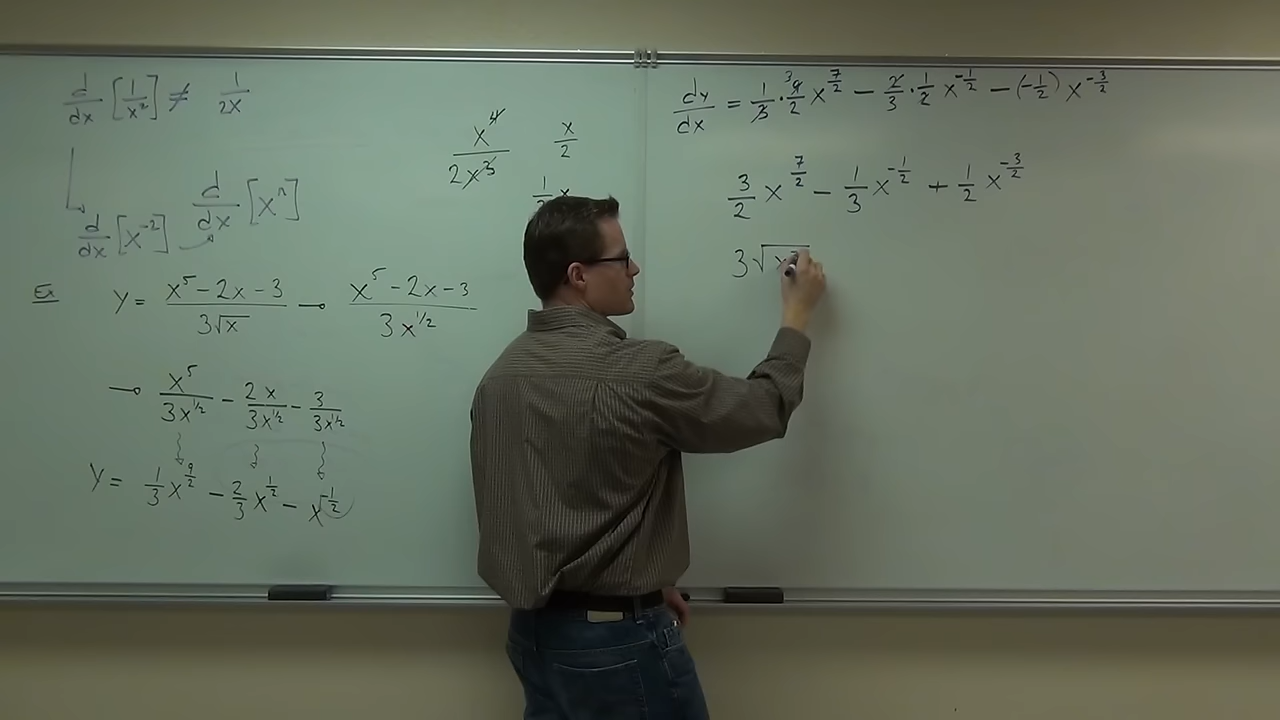 d/dx [1/x²] ≠ 1/2x
d/dx [xⁿ]
d/dx [x⁻²]
x⁴/2x³ x/2
1/2 x
Ex y = (x⁵ - 2x - 3)/(3√x) → (x⁵ - 2x - 3)/(3x^(1/2))
→ x⁵/(3x^(1/2)) - 2x/(3x^(1/2)) - 3/(3x^(1/2))
y = 1/3 x^(9/2) - 2/3 x^(1/2) - x^(-1/2)
dy/dx = 1/3 · 9/2 3 x^(7/2) - 2/3 · 1/2 x^(-1/2) - (-1/2) x^(-3/2)
3/2 x^(7/2) - 1/3 x^(-1/2) + 1/2 x^(-3/2)
3√x